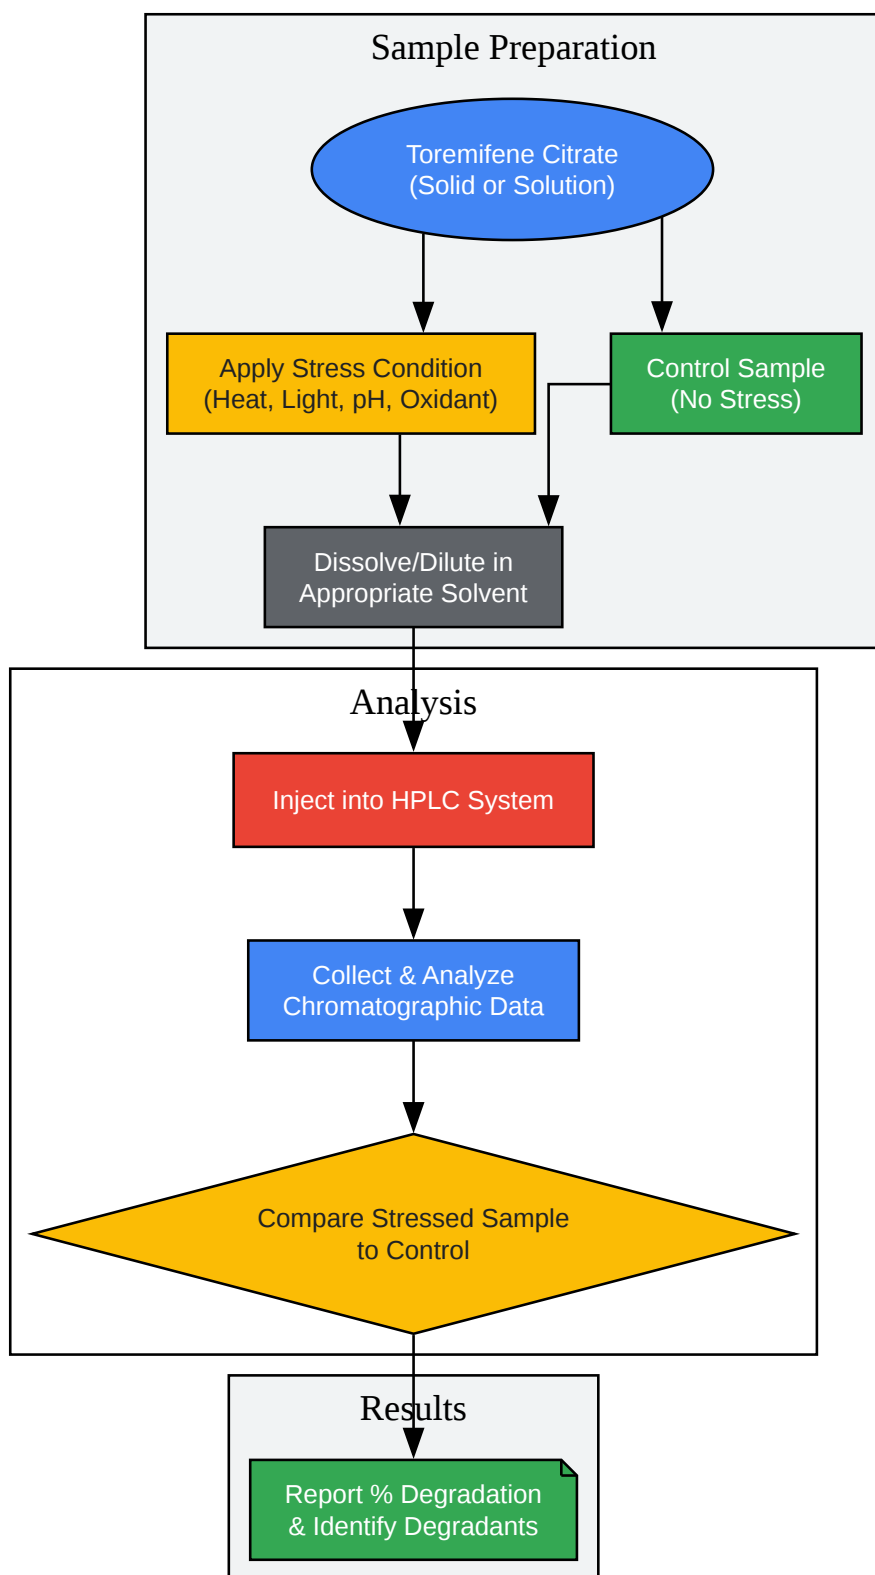 Sample Preparation
Toremifene Citrate
(Solid or Solution)
Apply Stress Condition
(Heat, Light, pH, Oxidant)
Control Sample
(No Stress)
Dissolve/Dilute in
Appropriate Solvent
Analysis
Inject into HPLC System
Collect & Analyze
Chromatographic Data
Compare Stressed Sample
to Control
Results
Report % Degradation
& Identify Degradants